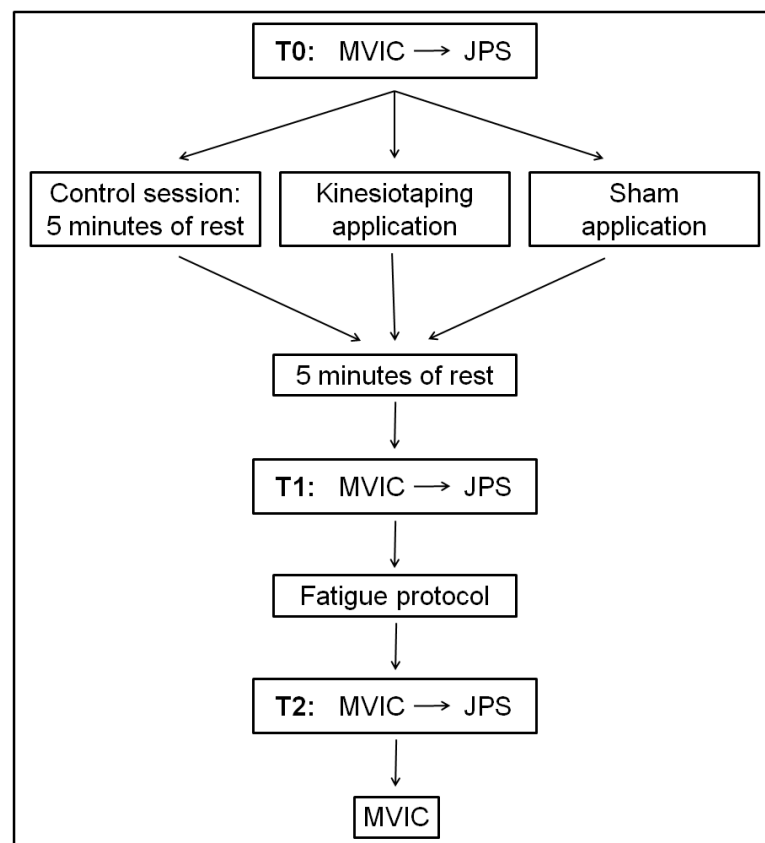 T0: MVIC → JPS
Control session:
5 minutes of rest
Kinesiotaping
application
Sham
application
5 minutes of rest
T1: MVIC → JPS
Fatigue protocol
T2: MVIC → JPS
MVIC